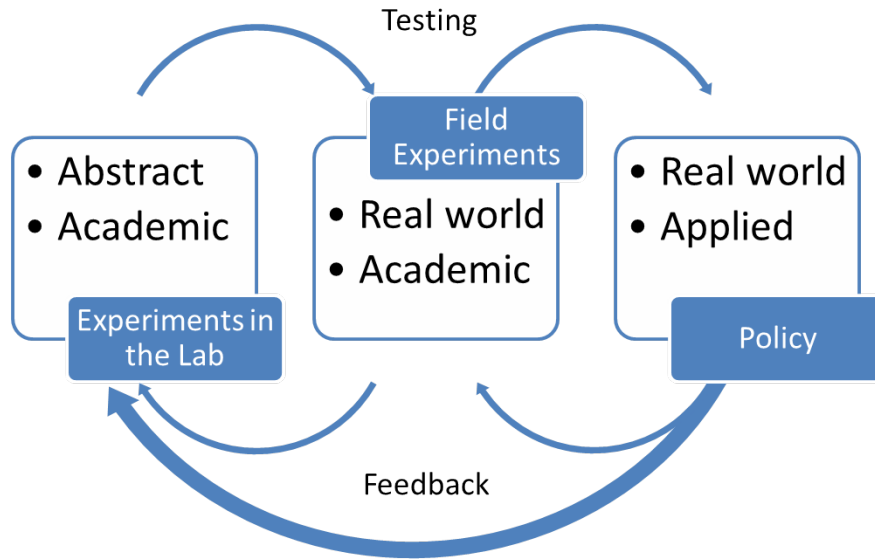 Testing
• Abstract
• Academic
Experiments in
the Lab
Field
Experiments
• Real world
• Academic
• Real world
• Applied
Policy
Feedback